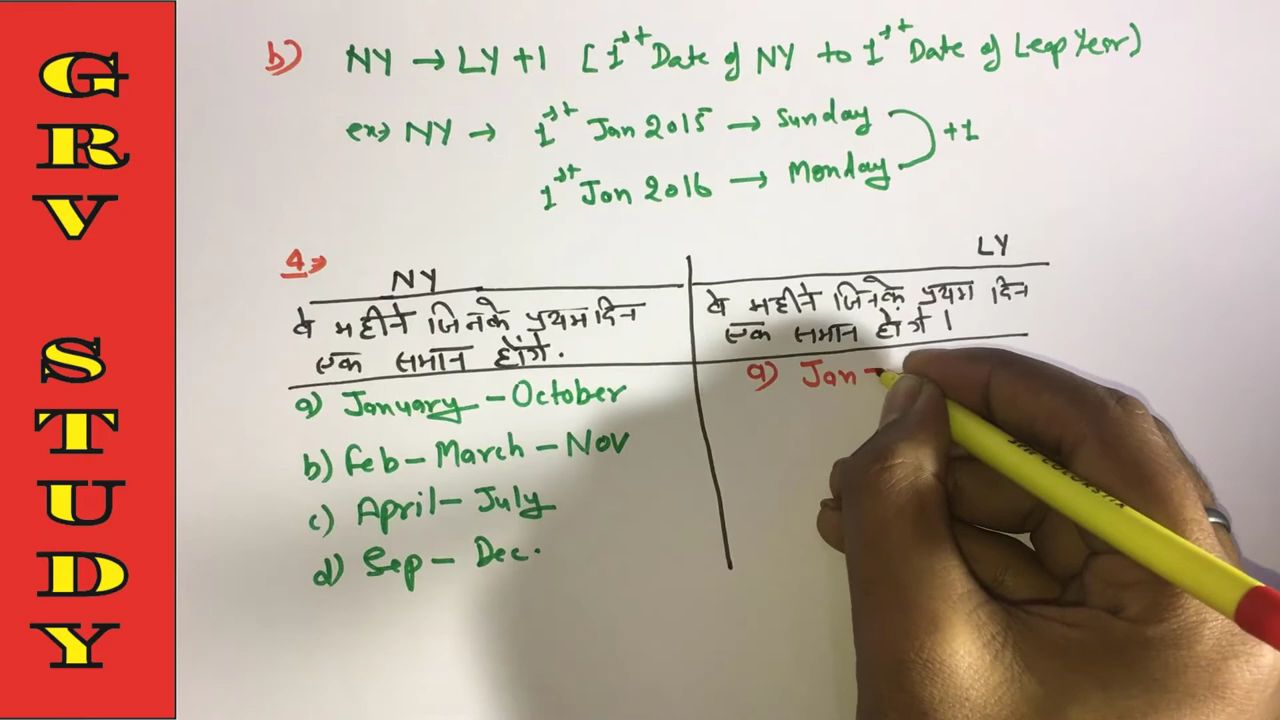 GRV STUDY
b) NY → LY +1 [1st Date of NY to 1st Date of Leap Year)
ex→ NY → 1st Jan 2015 → Sunday
+1
1st Jan 2016 → Monday
4→
NY
वे महीने जिनके प्रथम दिन
एक समान होंगे.
a) January - October
b) Feb - March - Nov
c) April - July
d) Sep - Dec.
LY
वे महीने जिनके प्रथम दिन
एक समान होंगे।
a) Jan -